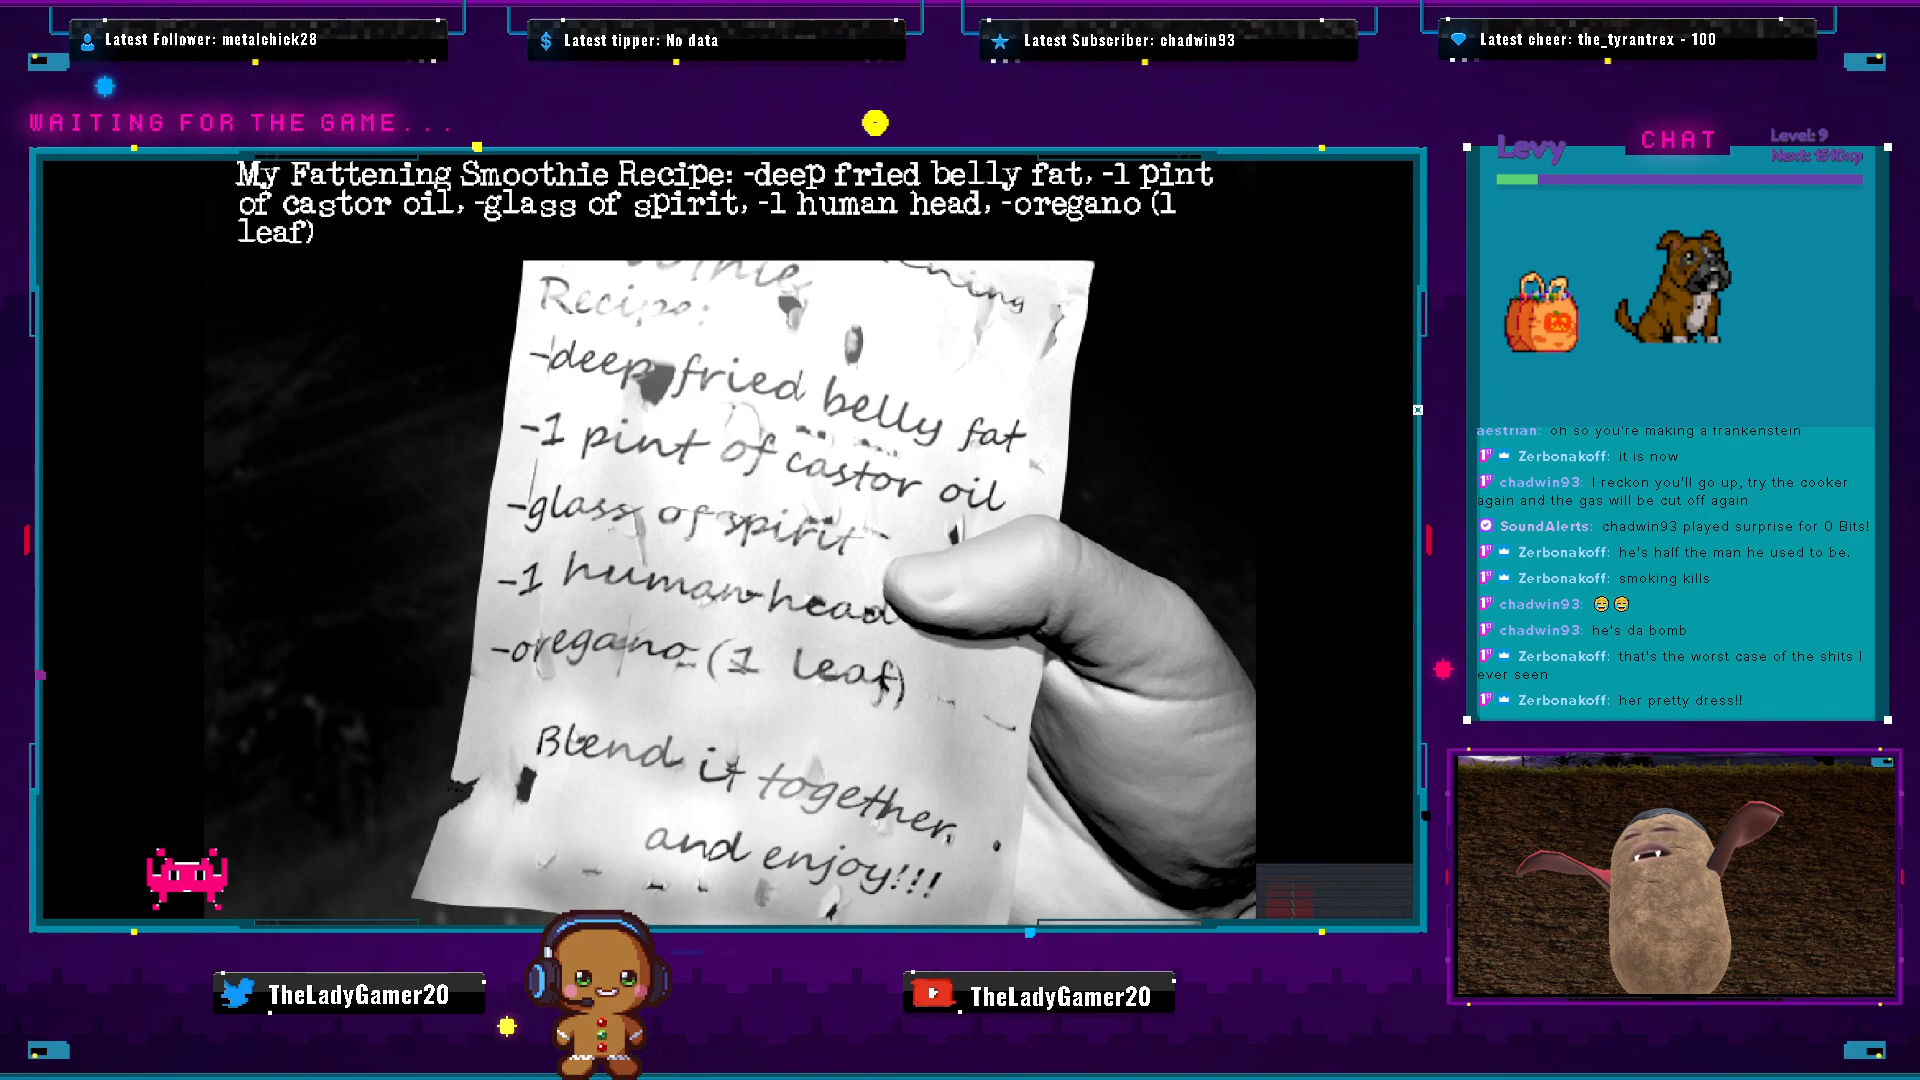 Latest Follower: metalchick28
Latest tipper: No data
Latest Subscriber: chadwin93
Latest cheer: the_tyrantrex - 100
WAITING FOR THE GAME...
My Fattening Smoothie Recipe: -deep fried belly fat, -1 pint
of castor oil, -glass of spirit, -1 human head, -oregano (1
leaf)
Recipe:
-deep fried belly fat
-1 pint of castor oil
-glass of spirit
-1 human head
-oregano (1 leaf)
Blend it together,
and enjoy!!!
Levy
CHAT
Level: 9
Next: 1510xp
aestrian: oh so you're making a frankenstein
Zerbonakoff: it is now
chadwin93: I reckon you'll go up, try the cooker
again and the gas will be cut off again
SoundAlerts: chadwin93 played surprise for 0 Bits!
Zerbonakoff: he's half the man he used to be.
Zerbonakoff: smoking kills
chadwin93:
chadwin93: he's da bomb
Zerbonakoff: that's the worst case of the shits I
ever seen
Zerbonakoff: her pretty dress!!
TheLadyGamer20
TheLadyGamer20